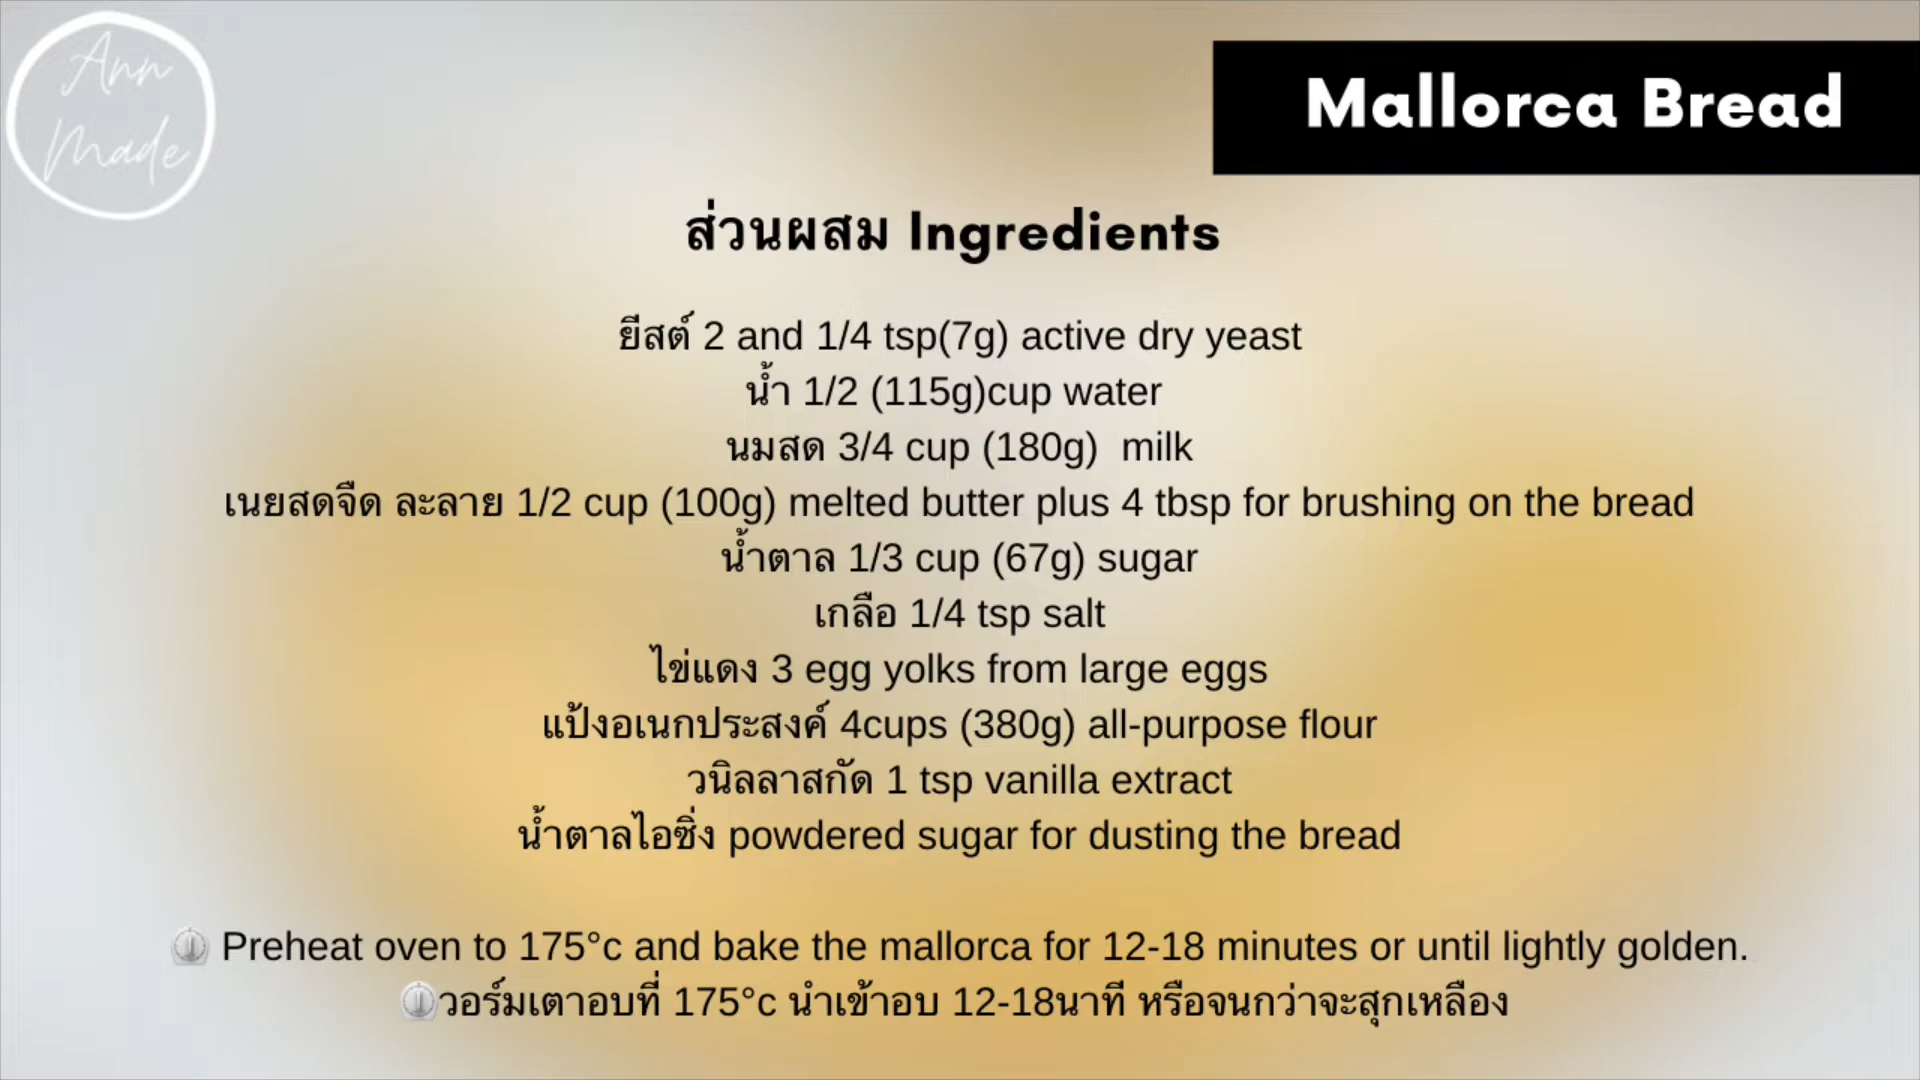 Ann
Made
Mallorca Bread
ส่วนผสม Ingredients
ยีสต์ 2 and 1/4 tsp(7g) active dry yeast
น้ำ 1/2 (115g)cup water
นมสด 3/4 cup (180g)  milk
เนยสดจืด ละลาย 1/2 cup (100g) melted butter plus 4 tbsp for brushing on the bread
น้ำตาล 1/3 cup (67g) sugar
เกลือ 1/4 tsp salt
ไข่แดง 3 egg yolks from large eggs
แป้งอเนกประสงค์ 4cups (380g) all-purpose flour
วนิลลาสกัด 1 tsp vanilla extract
น้ำตาลไอซิ่ง powdered sugar for dusting the bread
Preheat oven to 175°c and bake the mallorca for 12-18 minutes or until lightly golden.
วอร์มเตาอบที่ 175°c นำเข้าอบ 12-18นาที หรือจนกว่าจะสุกเหลือง